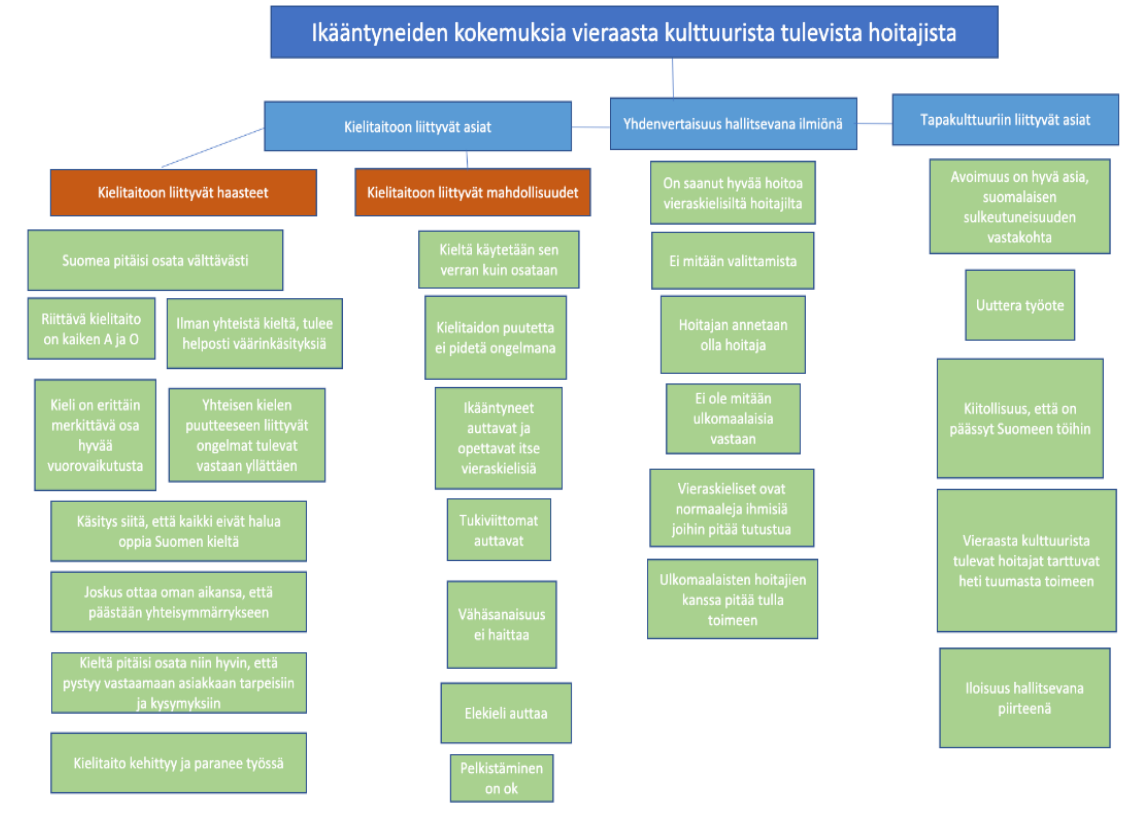 Ikääntyneiden kokemuksia vieraasta kulttuurista tulevista hoitajista
Kielitaitoon liittyvät asiat
Yhdenvertaisuus hallitsevana ilmiönä
Tapakulttuuriin liittyvät asiat
Kielitaitoon liittyvät haasteet
Kielitaitoon liittyvät mahdollisuudet
Suomea pitäisi osata välttävästi
Riittävä kielitaito
on kaiken A ja O
Ilman yhteistä kieltä, tulee
helposti väärinkäsityksiä
Kieli on erittäin
merkittävä osa
hyvää
vuorovaikutusta
Yhteisen kielen
puutteeseen liittyvät
ongelmat tulevat
vastaan yllättäen
Käsitys siitä, että kaikki eivät halua
oppia Suomen kieltä
Joskus ottaa oman aikansa, että
päästään yhteisymmärrykseen
Kieltä pitäisi osata niin hyvin, että
pystyy vastaamaan asiakkaan tarpeisiin
ja kysymyksiin
Kielitaito kehittyy ja paranee työssä
Kieltä käytetään sen
verran kuin osataan
Kielitaidon puutetta
ei pidetä ongelmana
Ikääntyneet
auttavat ja
opettavat itse
vieraskielisiä
Tukiviittomat
auttavat
Vähäsanaisuus
ei haittaa
Elekieli auttaa
Pelkistäminen
on ok
On saanut hyvää hoitoa
vieraskielisiltä hoitajilta
Ei mitään valittamista
Hoitajan annetaan
olla hoitaja
Ei ole mitään
ulkomaalaisia
vastaan
Vieraskieliset ovat
normaaleja ihmisiä
joihin pitää tutustua
Ulkomaalaisten hoitajien
kanssa pitää tulla
toimeen
Avoimuus on hyvä asia,
suomalaisen
sulkeutuneisuuden
vastakohta
Uuttera työote
Kiitollisuus, että on
päässyt Suomeen töihin
Vieraasta kulttuurista
tulevat hoitajat tarttuvat
heti tuumasta toimeen
Iloisuus hallitsevana
piirteenä